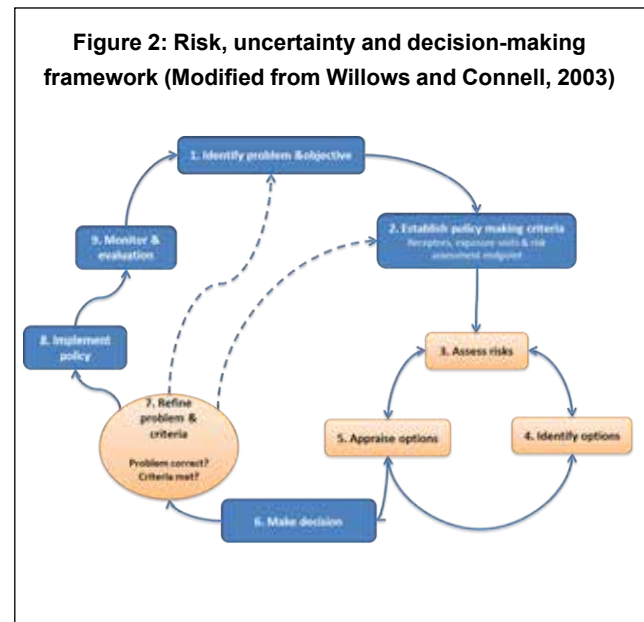 Figure 2: Risk, uncertainty and decision-making
framework (Modified from Willows and Connell, 2003)
1. Identify problem &objective
2. Establish policy making criteria
Receptors, exposure units & risk
assessment endpoint
3. Assess risks
4. Identify options
5. Appraise options
6. Make decision
7. Refine
problem &
criteria
Problem correct?
Criteria met?
8. Implement
policy
9. Monitor &
evaluation